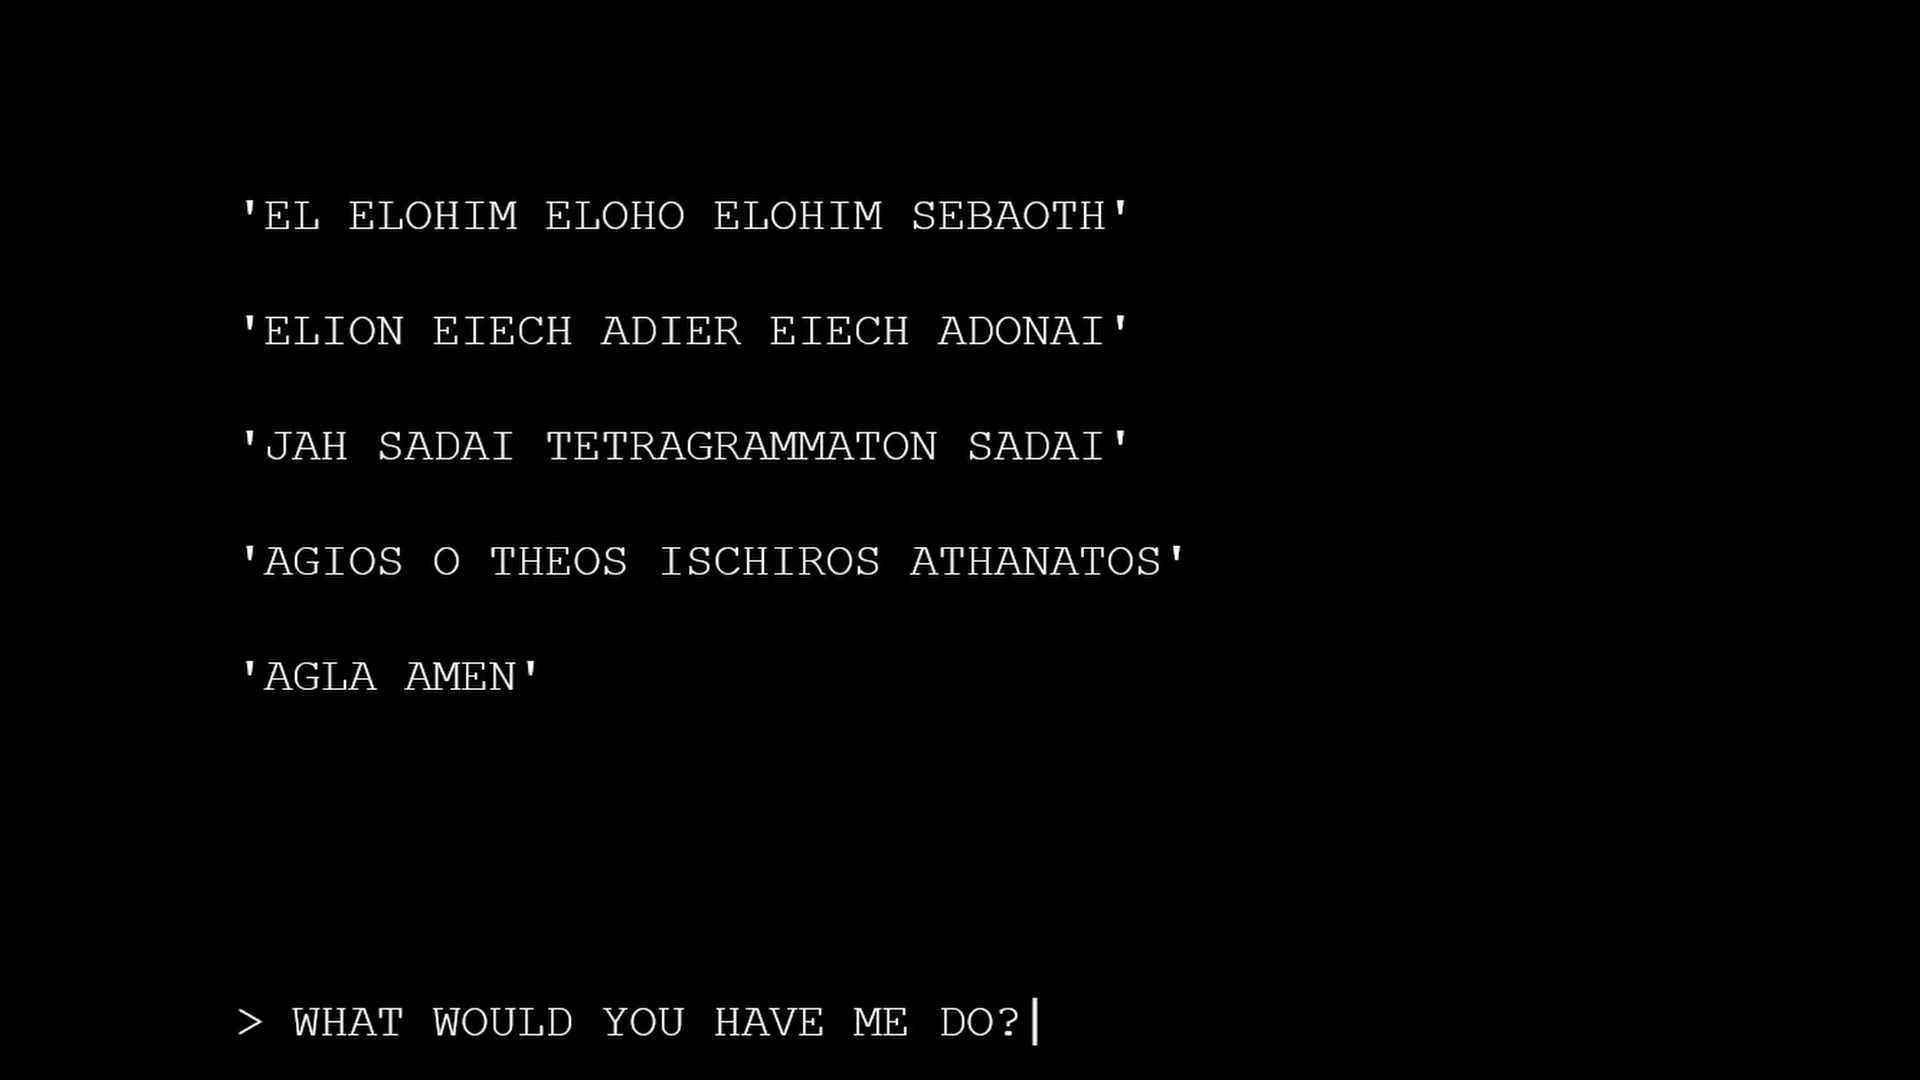 'EL ELOHIM ELOHO ELOHIM SEBAOTH'
'ELION EIECH ADIER EIECH ADONAI'
'JAH SADAI TETRAGRAMMATON SADAI'
'AGIOS O THEOS ISCHIROS ATHANATOS'
'AGLA AMEN'
> WHAT WOULD YOU HAVE ME DO?